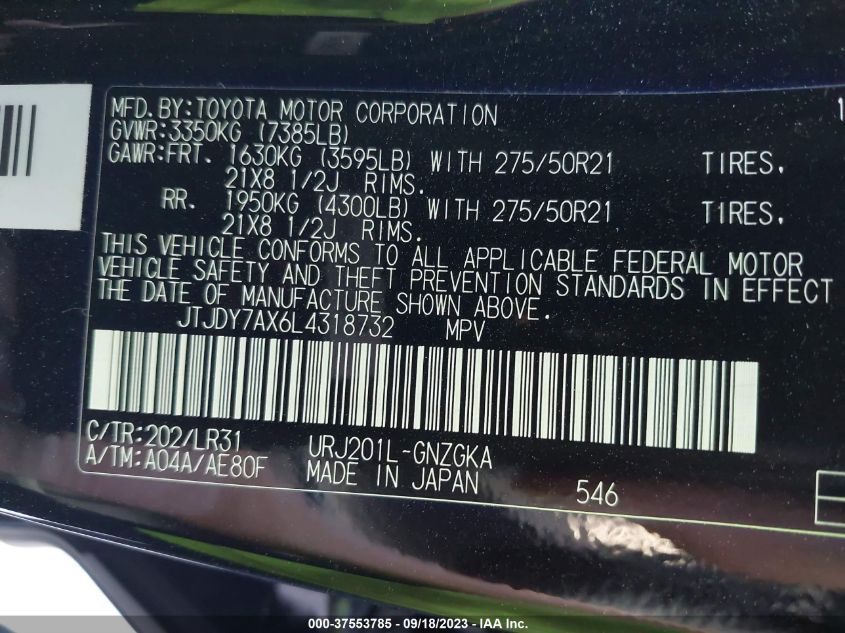 MFD.BY:TOYOTA MOTOR CORPORATION
GVWR:3350KG (7385LB)
GAWR:FRT. 1630KG (3595LB) WITH 275/50R21 TIRES.
21X8 1/2J RIMS.
RR. 1950KG (4300LB) WITH 275/50R21 TIRES.
21X8 1/2J RIMS.
THIS VEHICLE CONFORMS TO ALL APPLICABLE FEDERAL MOTOR
VEHICLE SAFETY AND THEFT PREVENTION STANDARDS IN EFFECT
THE DATE OF MANUFACTURE SHOWN ABOVE.
JTJDY7AX6L4318732 MPV
C/TR:202/LR31 URJ201L-GNZGKA
A/TM:A04A/AE80F MADE IN JAPAN 546
000-37553785 - 09/18/2023 - Copyright © 2023 IAA, Inc.